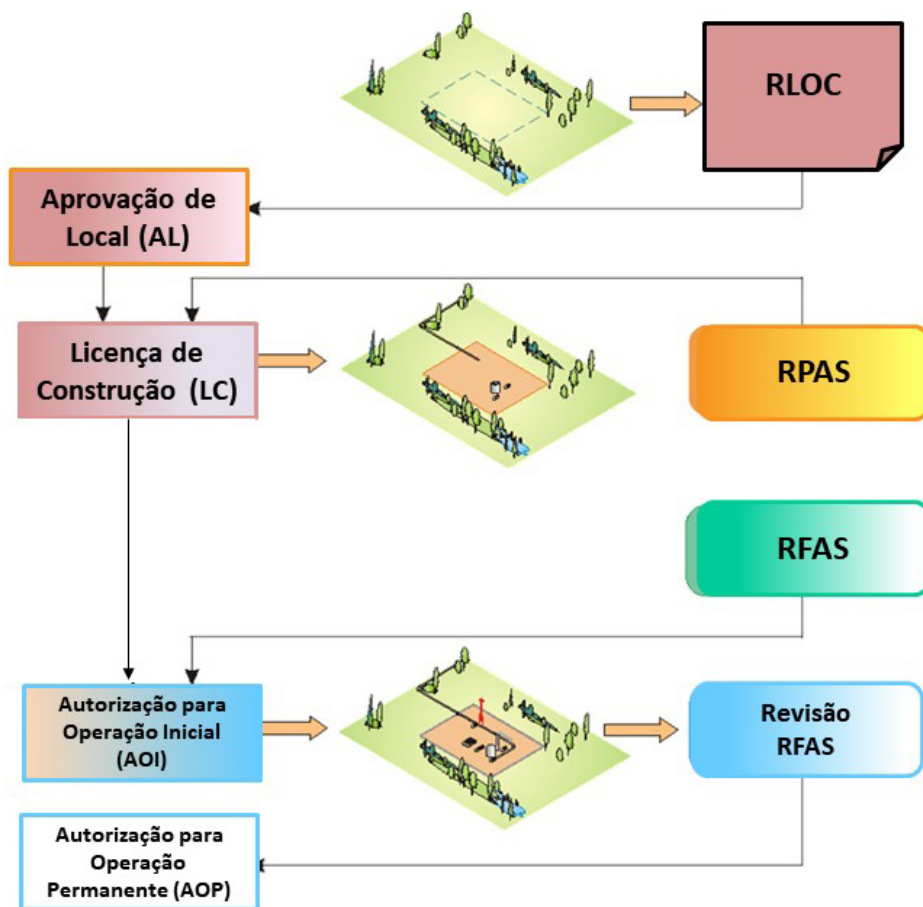 RLOC
Aprovação de
Local (AL)
Licença de
Construção (LC)
RPAS
RFAS
Autorização para
Operação Inicial
(AOI)
Revisão
RFAS
Autorização para
Operação
Permanente (AOP)